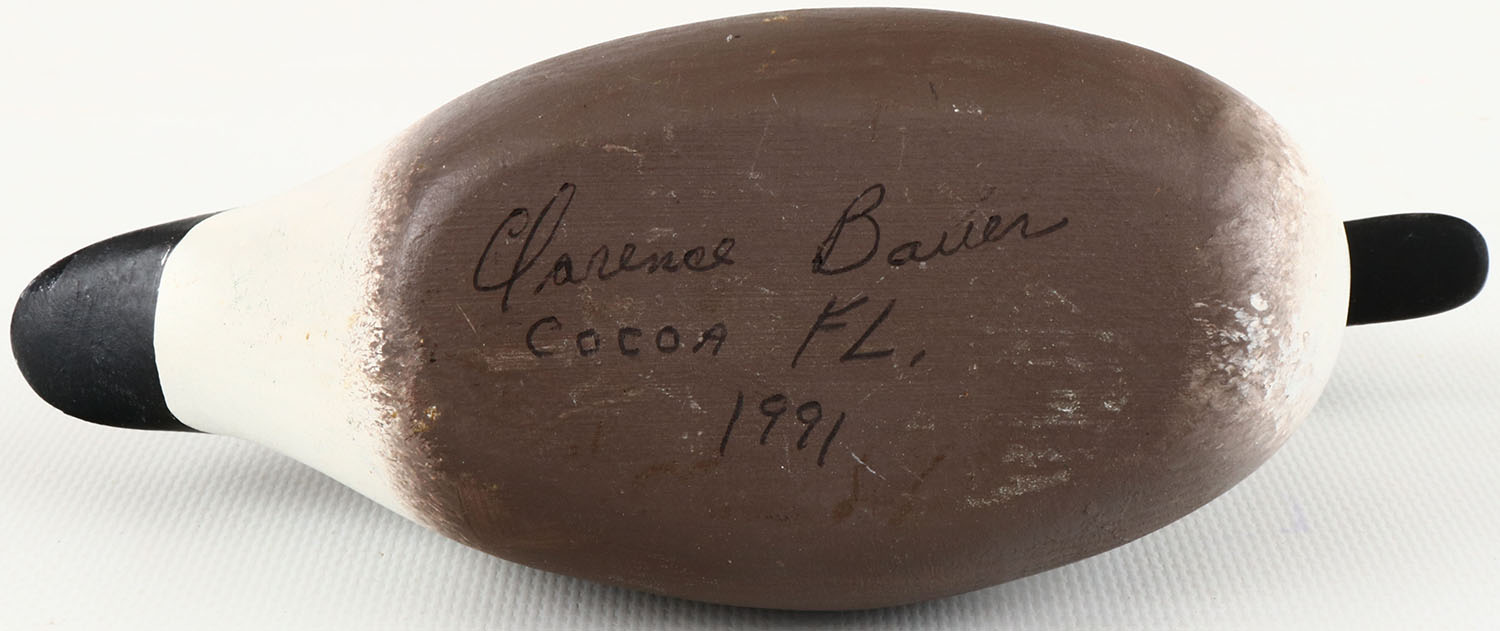 Clarence Bauer
COCOA FL.
1991